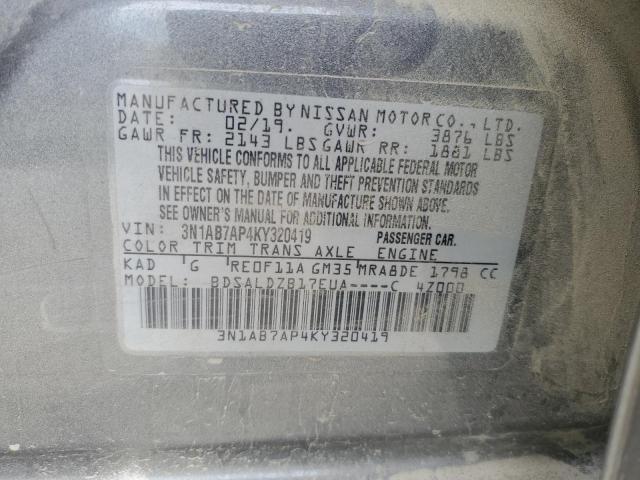 MANUFACTURED BY NISSAN MOTOR CO., LTD.
DATE: 02/19. GVWR: 3876 LBS
GAWR FR: 2143 LBS GAWR RR: 1881 LBS
THIS VEHICLE CONFORMS TO ALL APPLICABLE FEDERAL MOTOR
VEHICLE SAFETY, BUMPER AND THEFT PREVENTION STANDARDS
IN EFFECT ON THE DATE OF MANUFACTURE SHOWN ABOVE.
SEE OWNER'S MANUAL FOR ADDITIONAL INFORMATION.
VIN: 3N1AB7AP4KY320419 PASSENGER CAR.
COLOR TRIM TRANS AXLE ENGINE
KAD G RE0F11A GM35 MRA8DE 1798 CC
MODEL: BDSALDZB17EUA----C 4Z000
3N1AB7AP4KY320419